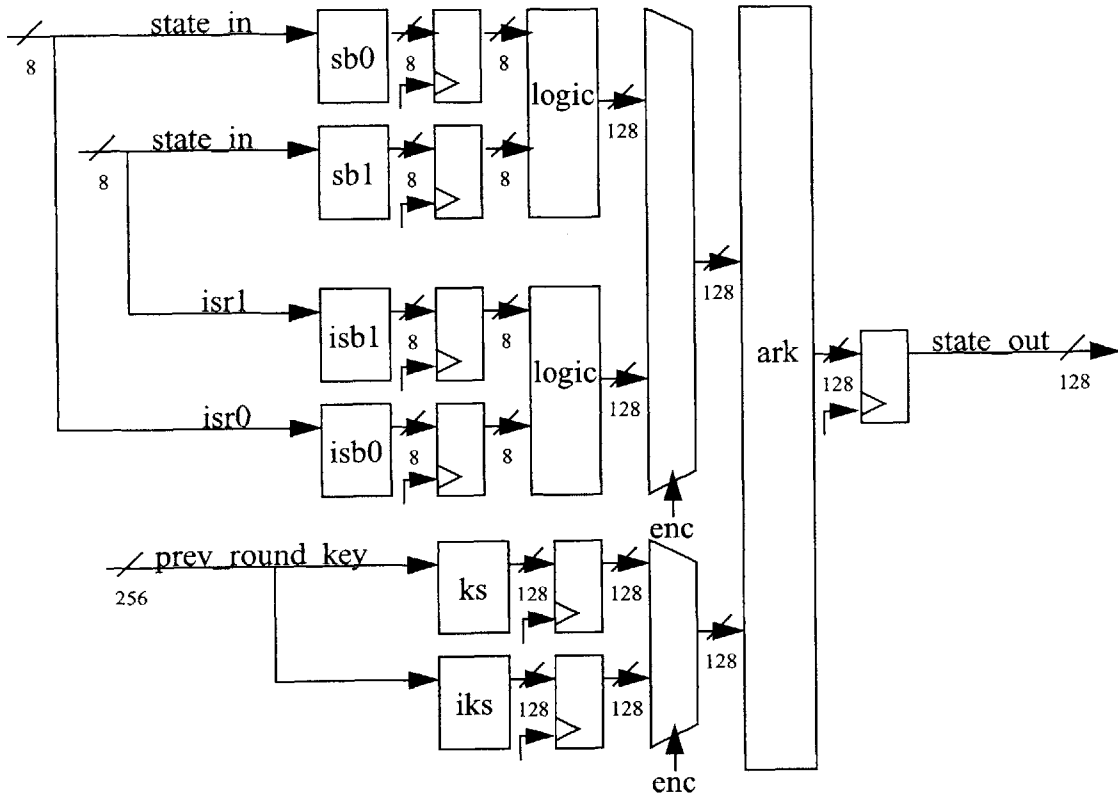 state_in
8
sb0
8
8
logic
128
state_in
8
sb1
8
8
128
isr1
isb1
8
8
logic
128
ark
128
state_out
128
isr0
isb0
8
8
enc
prev_round_key
256
ks
128
128
128
iks
128
128
enc